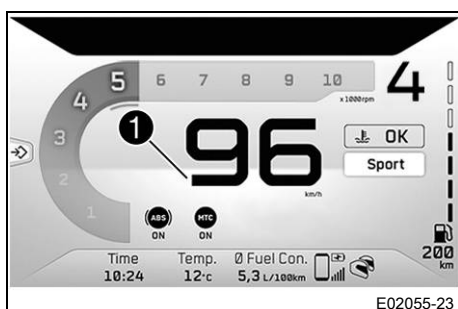 5 6 7 8 9 10
4
x1000rpm
4
3
2
1
1
96
km/h
OK
Sport
ABS
ON
MTC
ON
200
km
Time
10:24
Temp.
12°C
Ø Fuel Con.
5,3 L/100km
E02055-23